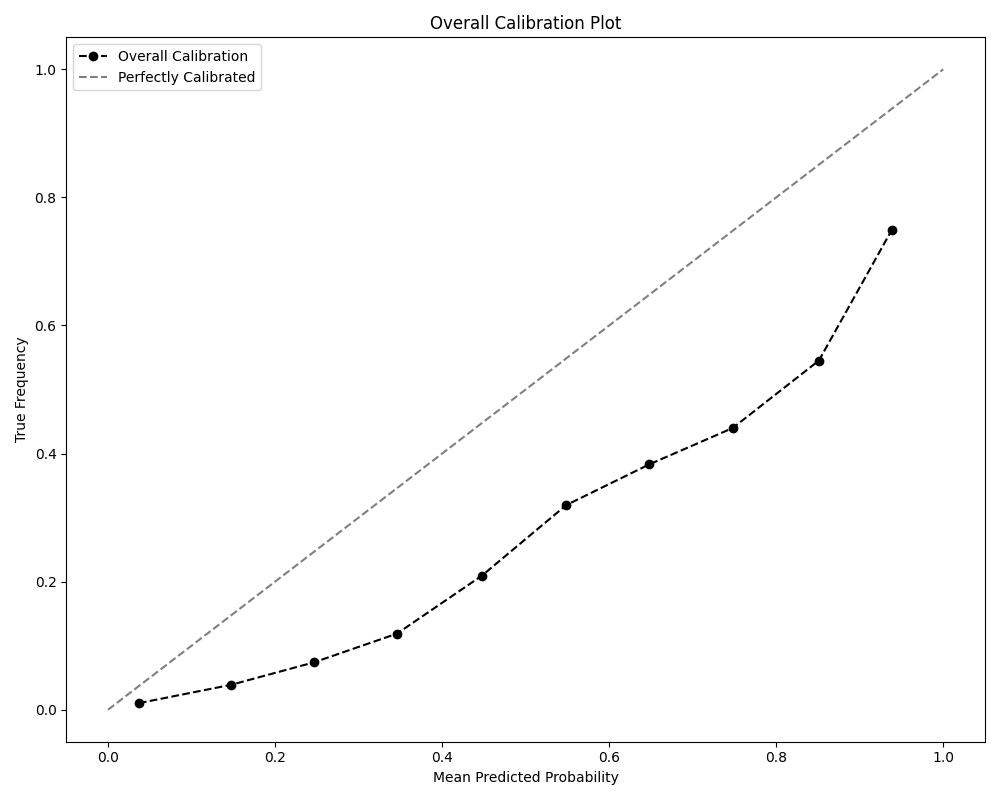 Overall Calibration Plot
Overall Calibration
Perfectly Calibrated
1.0
0.8
0.6
0.4
0.2
0.0
True Frequency
0.0 0.2 0.4 0.6 0.8 1.0
Mean Predicted Probability